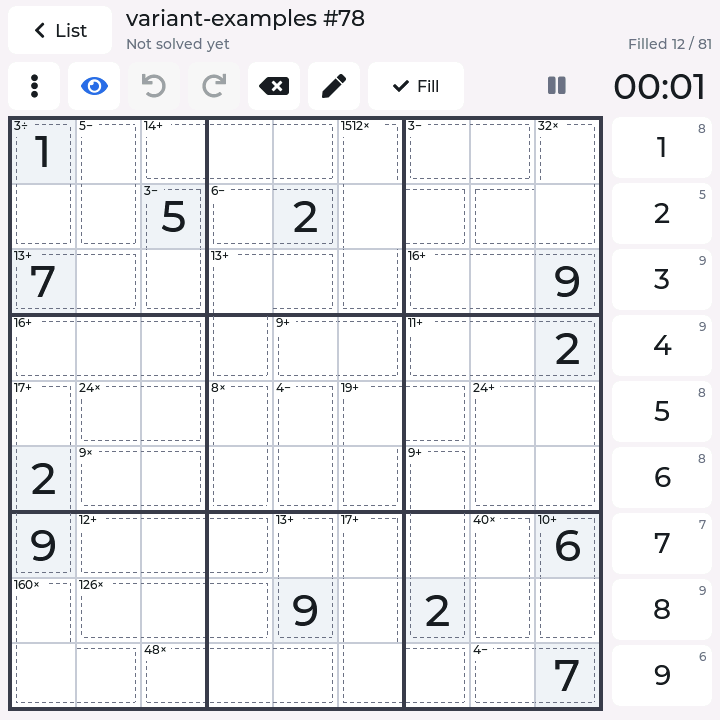 List
variant-examples #78
Not solved yet
Filled 12 / 81
Fill
00:01
3÷ 5− 14+ 1512× 3− 32×
1
3− 6−
5 2
13+ 13+ 16+
7 9
16+ 9+ 11+
2
17+ 24× 8× 4− 19+ 24+
9× 9+
2
12+ 13+ 17+ 40× 10+
9 6
160× 126×
9 2
48× 4−
7
1 8
2 5
3 9
4 9
5 8
6 8
7 7
8 9
9 6